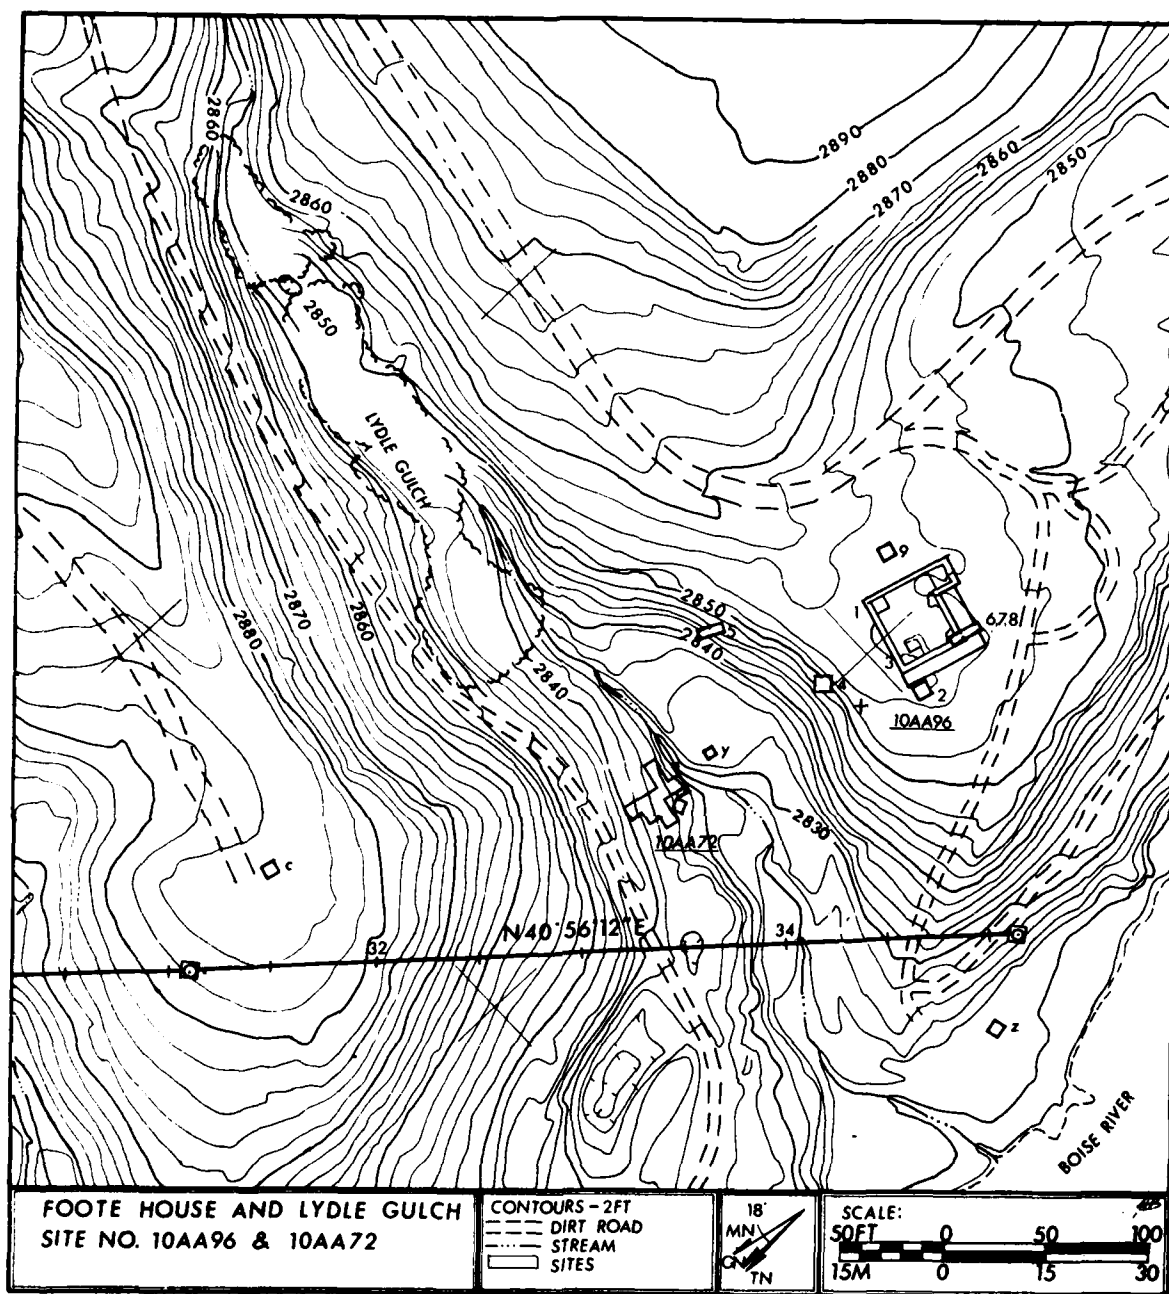 2890
2880
2870
2860
2850
2860
2860
2850
LYDLE GULCH
2880
2870
2860
2850
2840
2840
2830
9
1
3
6,7,8
2
4
5
10AA96
y
10AA72
c
N 40° 56' 12" E
32
34
z
BOISE RIVER
FOOTE HOUSE AND LYDLE GULCH
SITE NO. 10AA96 & 10AA72
CONTOURS - 2FT
DIRT ROAD
STREAM
SITES
18°
MN
GN
TN
SCALE:
50FT 0 50 100
15M 0 15 30